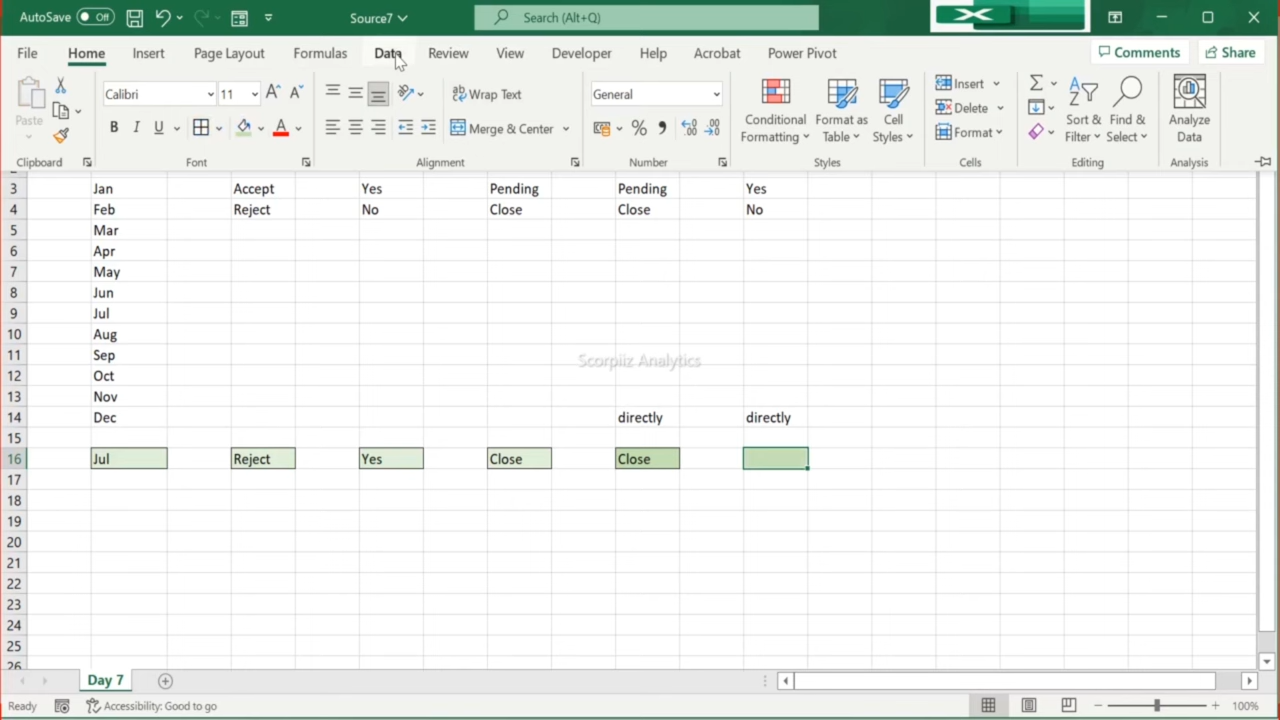 AutoSave Off Source7 Search (Alt+Q)
File Home Insert Page Layout Formulas Data Review View Developer Help Acrobat Power Pivot Comments Share
Paste
Calibri 11
B I U A
Wrap Text
Merge & Center
General
%
Conditional Formatting
Format as Table
Cell Styles
Insert
Delete
Format
Sort & Filter
Find & Select
Analyze Data
Clipboard Font Alignment Number Styles Cells Editing Analysis
3 Jan Accept Yes Pending Pending Yes
4 Feb Reject No Close Close No
5 Mar
6 Apr
7 May
8 Jun
9 Jul
10 Aug
11 Sep
Scorpiiz Analytics
12 Oct
13 Nov
14 Dec directly directly
15
16 Jul Reject Yes Close Close
17
18
19
20
21
22
23
24
25
26
Day 7
Ready Accessibility: Good to go 100%